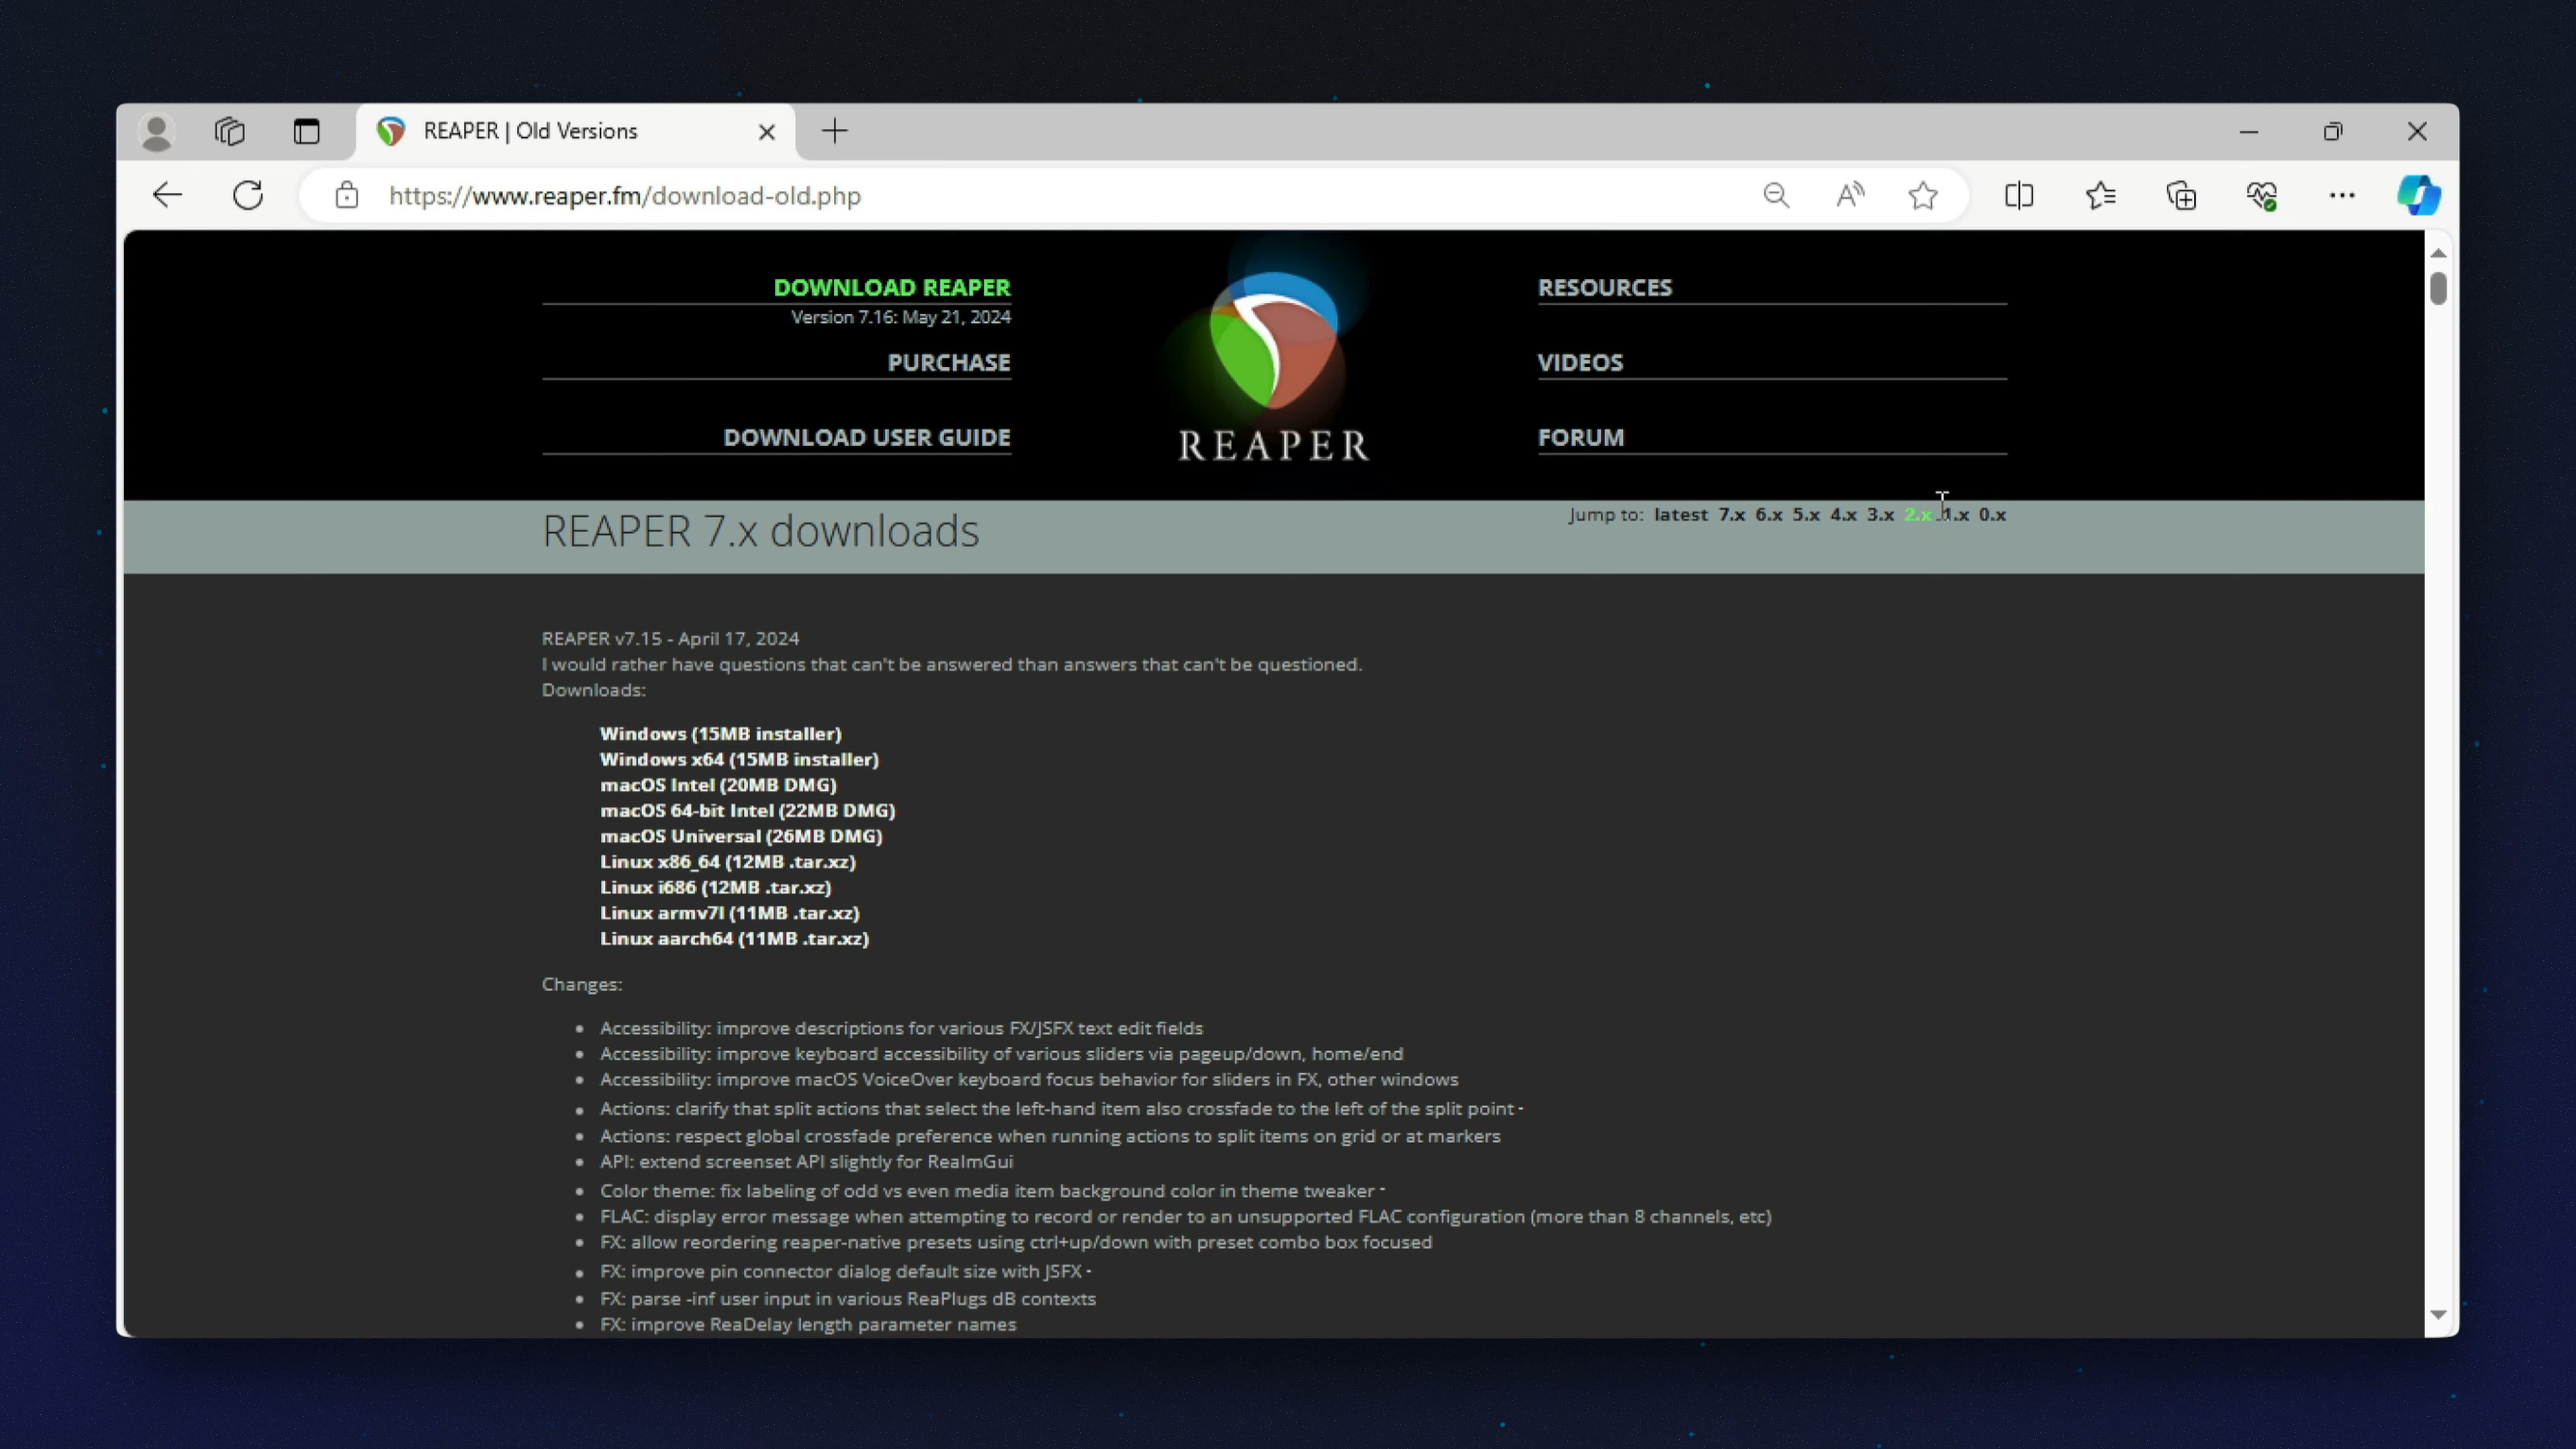 REAPER | Old Versions
https://www.reaper.fm/download-old.php
DOWNLOAD REAPER
Version 7.16: May 21, 2024
PURCHASE
DOWNLOAD USER GUIDE
REAPER
RESOURCES
VIDEOS
FORUM
REAPER 7.x downloads
Jump to: latest 7.x 6.x 5.x 4.x 3.x 2.x 1.x 0.x
REAPER v7.15 - April 17, 2024
I would rather have questions that can't be answered than answers that can't be questioned.
Downloads:
Windows (15MB installer)
Windows x64 (15MB installer)
macOS Intel (20MB DMG)
macOS 64-bit Intel (22MB DMG)
macOS Universal (26MB DMG)
Linux x86_64 (12MB .tar.xz)
Linux i686 (12MB .tar.xz)
Linux armv7l (11MB .tar.xz)
Linux aarch64 (11MB .tar.xz)
Changes:
• Accessibility: improve descriptions for various FX/JSFX text edit fields
• Accessibility: improve keyboard accessibility of various sliders via pageup/down, home/end
• Accessibility: improve macOS VoiceOver keyboard focus behavior for sliders in FX, other windows
• Actions: clarify that split actions that select the left-hand item also crossfade to the left of the split point -
• Actions: respect global crossfade preference when running actions to split items on grid or at markers
• API: extend screenset API slightly for ReaImGui
• Color theme: fix labeling of odd vs even media item background color in theme tweaker -
• FLAC: display error message when attempting to record or render to an unsupported FLAC configuration (more than 8 channels, etc)
• FX: allow reordering reaper-native presets using ctrl+up/down with preset combo box focused
• FX: improve pin connector dialog default size with JSFX -
• FX: parse -inf user input in various ReaPlugs dB contexts
• FX: improve ReaDelay length parameter names